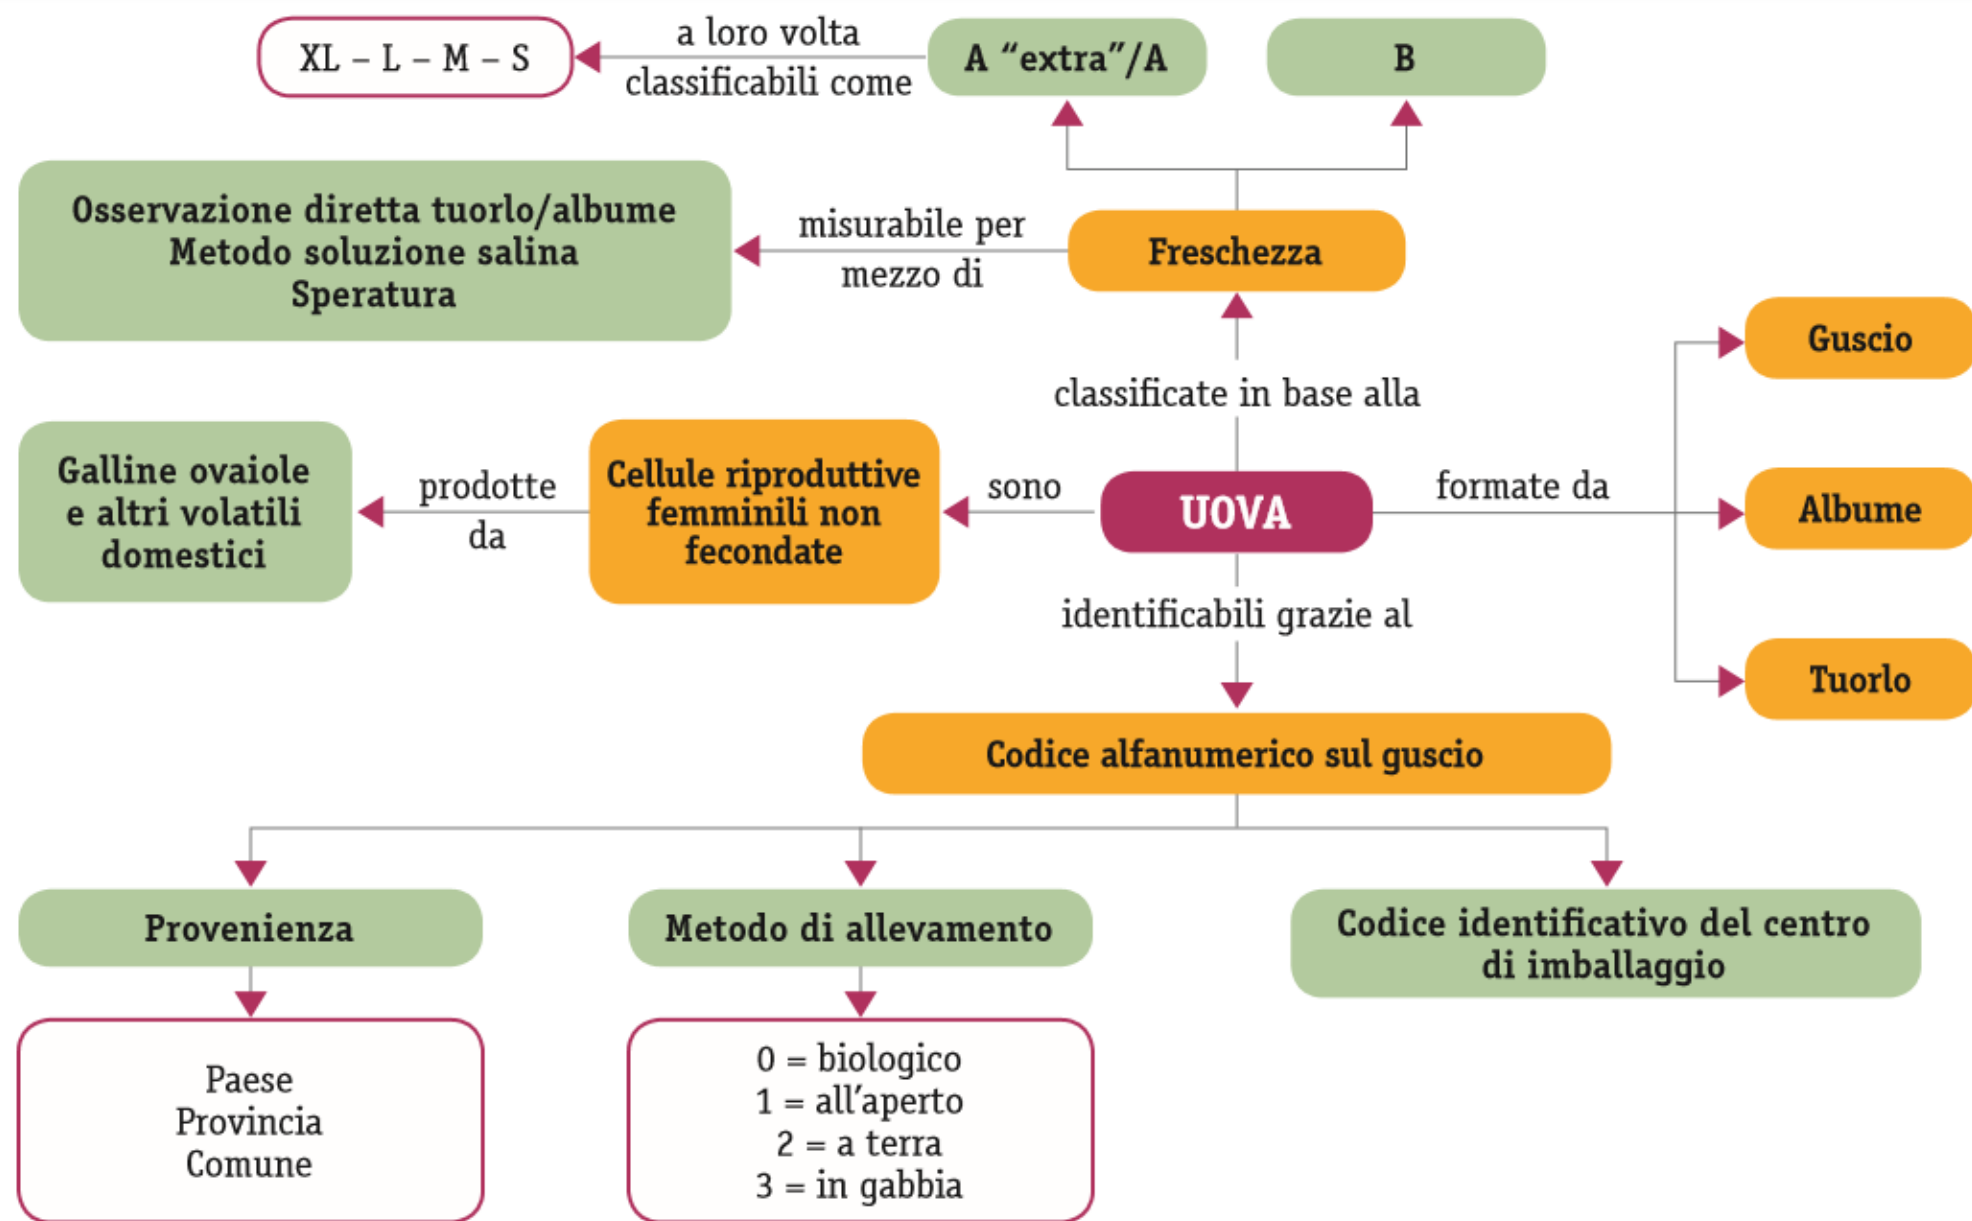 XL – L – M – S
a loro volta
classificabili come
A “extra”/A
B
Osservazione diretta tuorlo/albume
Metodo soluzione salina
Speratura
misurabile per
mezzo di
Freschezza
classificate in base alla
Galline ovaiole
e altri volatili
domestici
prodotte
da
Cellule riproduttive
femminili non
fecondate
sono
UOVA
formate da
Guscio
Albume
Tuorlo
identificabili grazie al
Codice alfanumerico sul guscio
Provenienza
Metodo di allevamento
Codice identificativo del centro
di imballaggio
Paese
Provincia
Comune
0 = biologico
1 = all’aperto
2 = a terra
3 = in gabbia